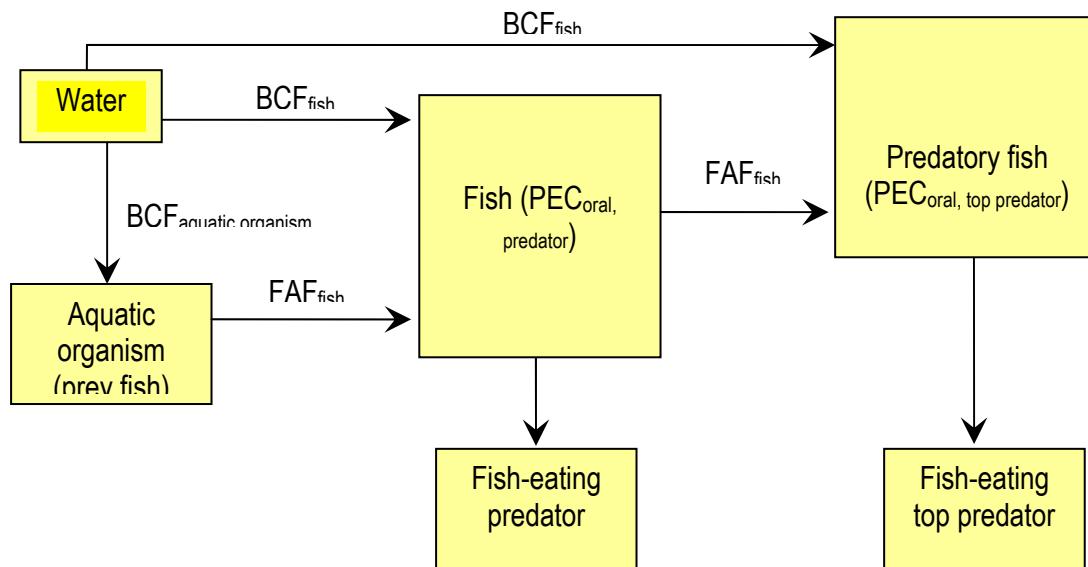 BCFfish
Water
BCFfish
Predatory fish
(PECoral, top predator)
FAFfish
Fish (PECoral,
predator)
BCFaquatic organism
FAFfish
Aquatic
organism
(prey fish)
Fish-eating
predator
Fish-eating
top predator